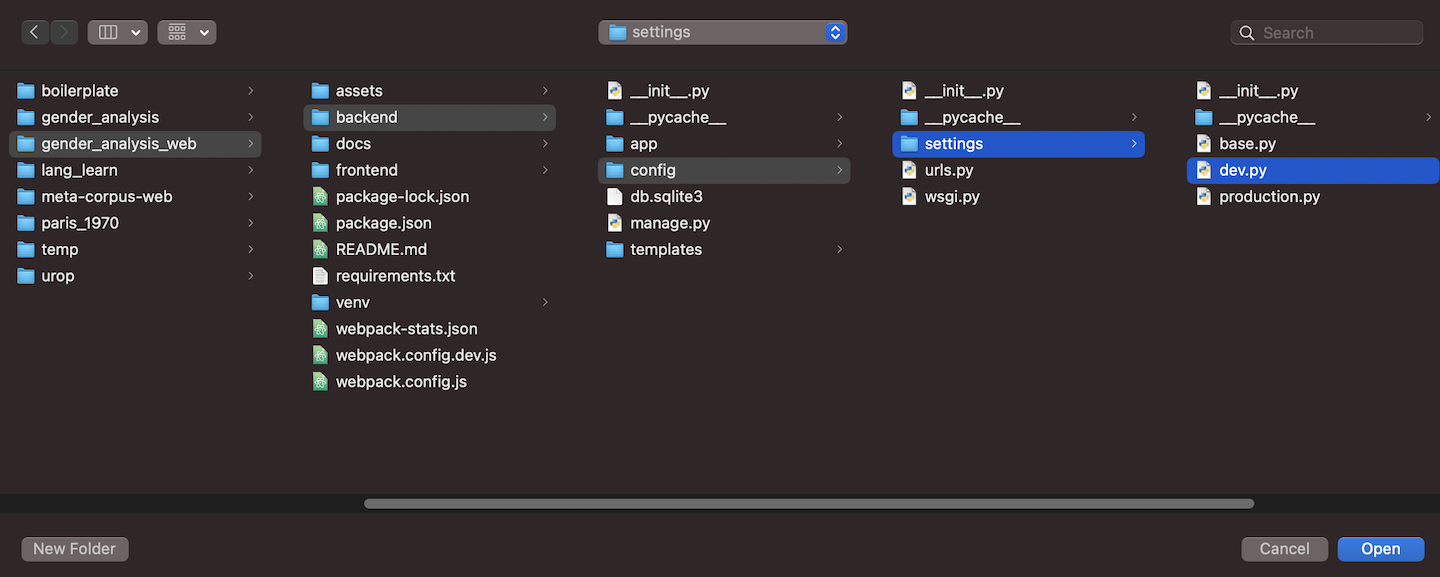 settings
Search
boilerplate
gender_analysis
gender_analysis_web
lang_learn
meta-corpus-web
paris_1970
temp
urop
assets
backend
docs
frontend
package-lock.json
package.json
README.md
requirements.txt
venv
webpack-stats.json
webpack.config.dev.js
webpack.config.js
__init__.py
__pycache__
app
config
db.sqlite3
manage.py
templates
__init__.py
__pycache__
settings
urls.py
wsgi.py
__init__.py
__pycache__
base.py
dev.py
production.py
New Folder
Cancel
Open